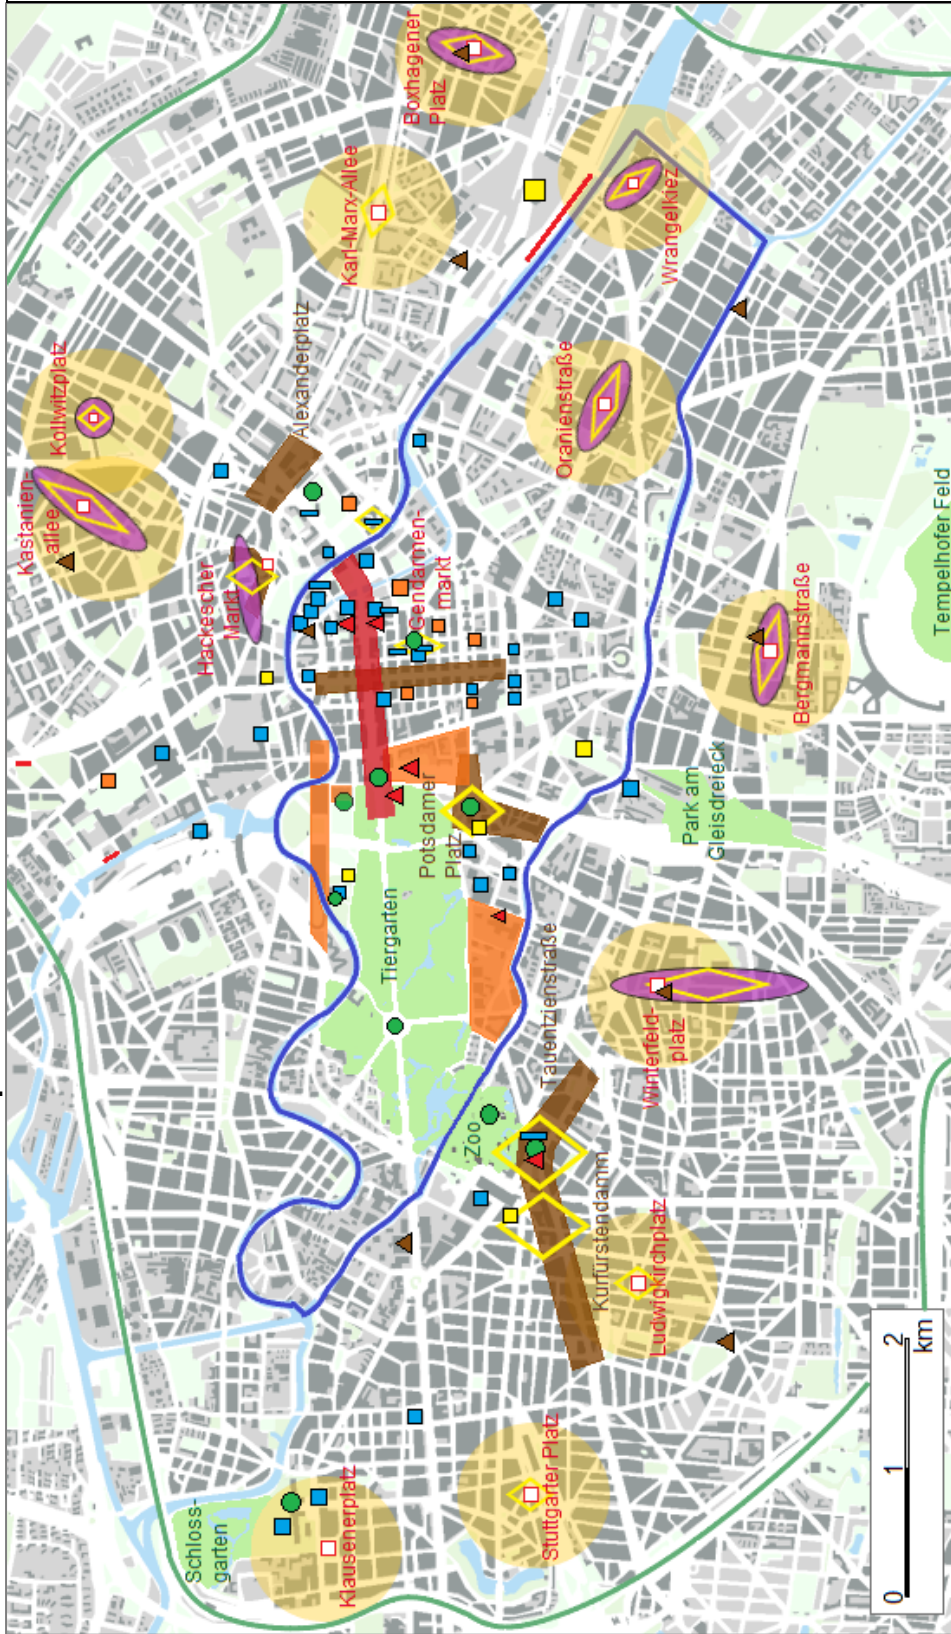 Kastanien-
allee
Kollwitzplatz
Boxhagener
Platz
Karl-Marx-Allee
Hackescher
Markt
Alexanderplatz
Wrangelkiez
Oranienstraße
Gendarmen-
markt
Bergmannstraße
Tempelhofer Feld
Potsdamer
Platz
Park am
Gleisdreieck
Tiergarten
Tauentzienstraße
Winterfeld-
platz
Zoo
Kurfürstendamm
Ludwigkirchplatz
Schloss-
garten
Klausenerplatz
Stuttgarter Platz
0 1 2
km